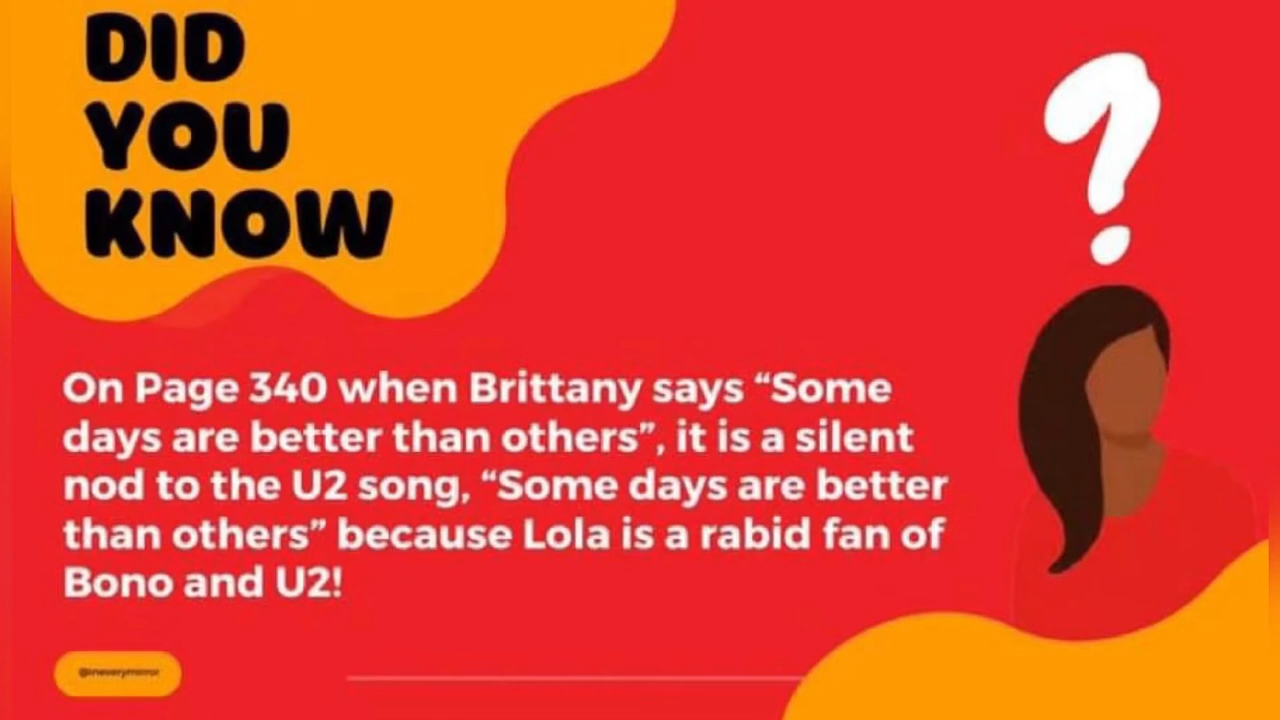 DID
YOU
KNOW
On Page 340 when Brittany says “Some
days are better than others”, it is a silent
nod to the U2 song, “Some days are better
than others” because Lola is a rabid fan of
Bono and U2!
@ineverymirror